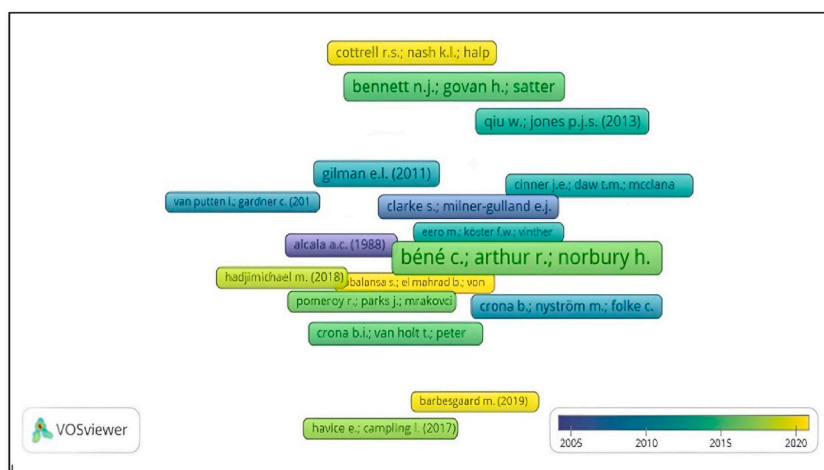 cottrell r.s.; nash k.l.; halp
bennett n.j.; govan h.; satter
qiu w.; jones p.j.s. (2013)
gilman e.l. (2011)
cinner j.e.; daw t.m.; mcclana
van putten i.; gardner c. (201
clarke s.; milner-gulland e.j.
eero m.; köster f.w.; vinther
alcala a.c. (1988)
béné c.; arthur r.; norbury h.
hadjimichael m. (2018)
balansa s.; el mahrad b.; von
pomeroy r.; parks j.; mrakovci
crona b.; nyström m.; folke c.
crona b.i.; van holt t.; peter
barbesgaard m. (2019)
havice e.; campling l. (2017)
VOSviewer
2005 2010 2015 2020